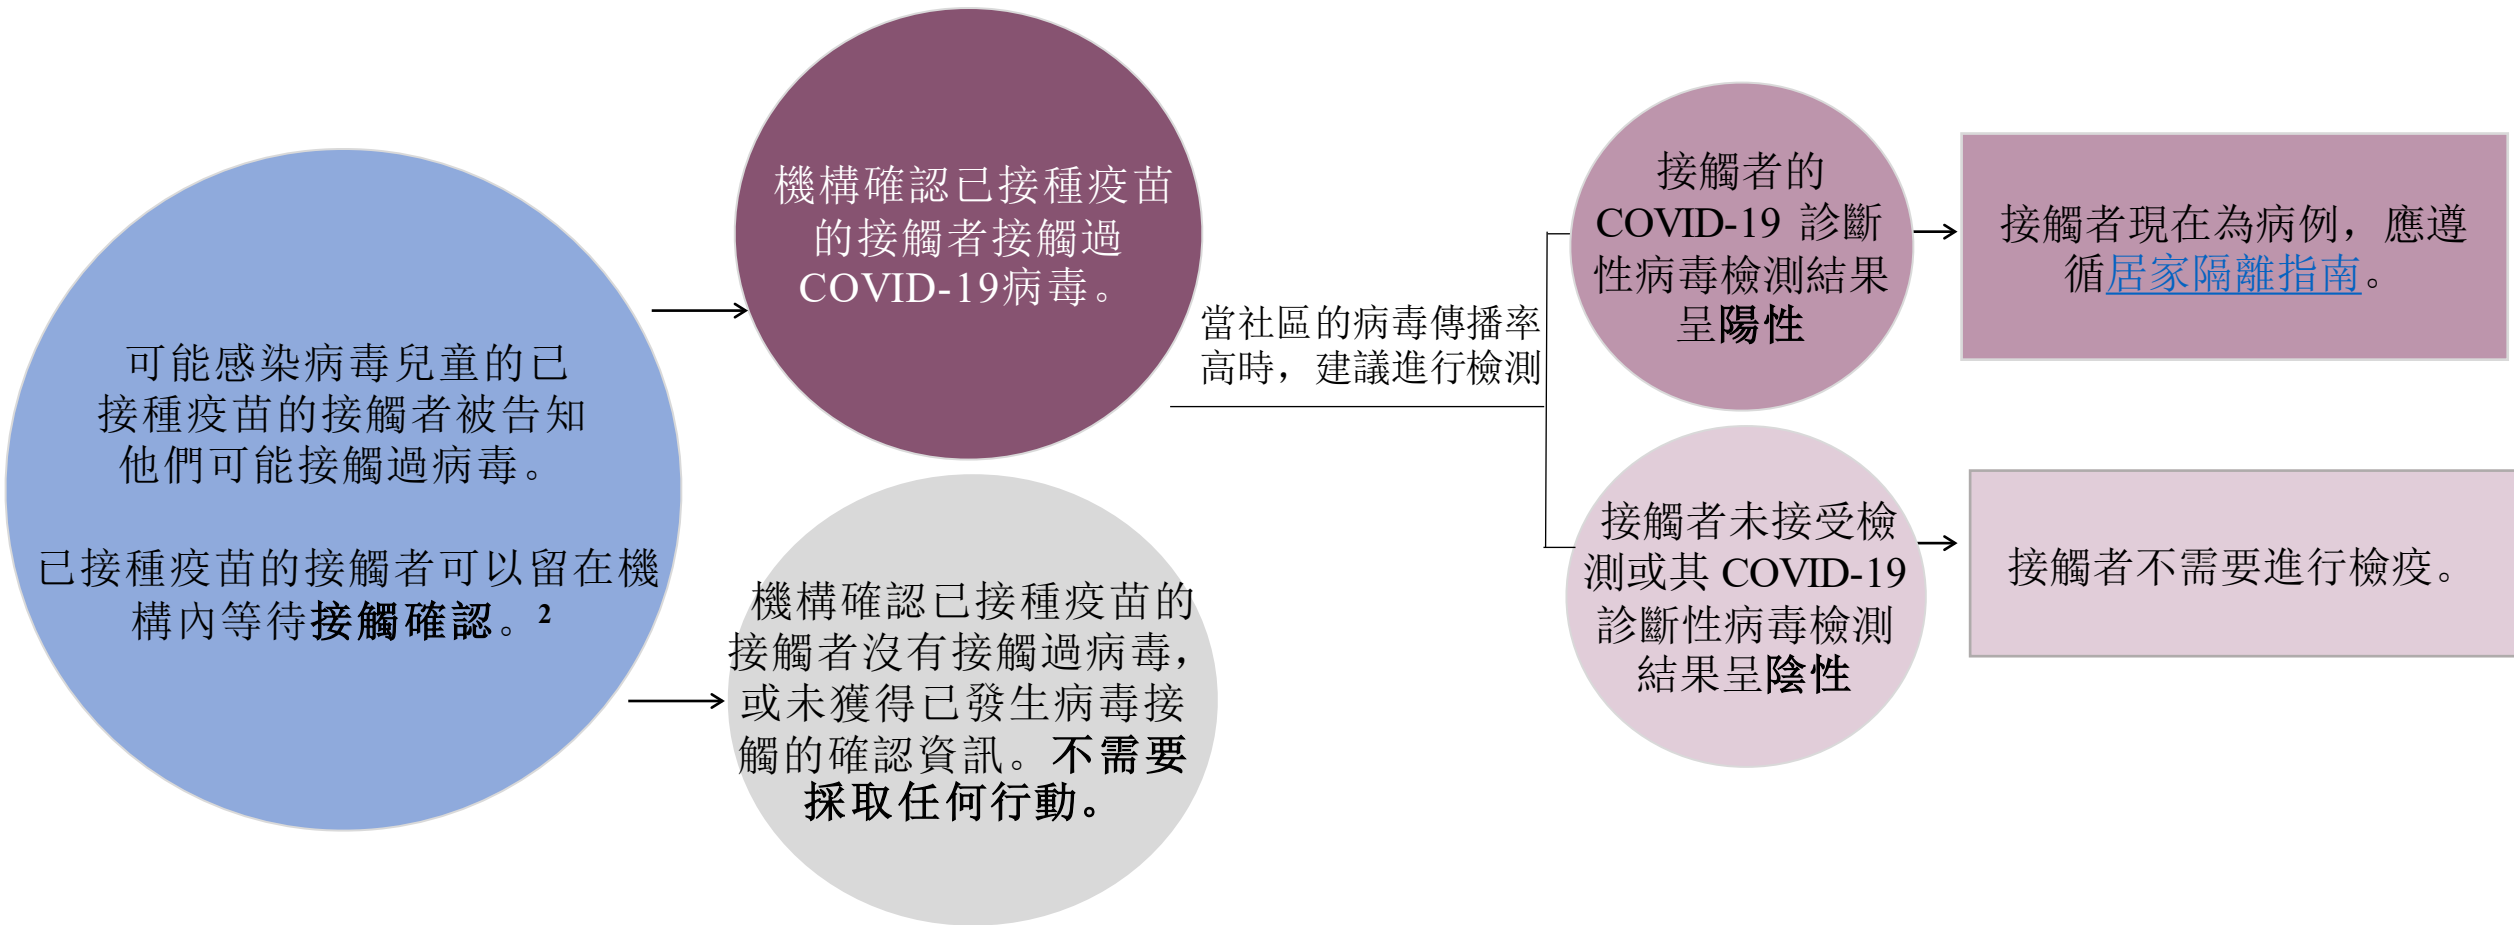 可能感染病毒兒童的已
接種疫苗的接觸者被告知
他們可能接觸過病毒。
已接種疫苗的接觸者可以留在機
構內等待接觸確認。²
機構確認已接種疫苗
的接觸者接觸過
COVID-19病毒。
機構確認已接種疫苗的
接觸者沒有接觸過病毒，
或未獲得已發生病毒接
觸的確認資訊。不需要
採取任何行動。
當社區的病毒傳播率
高時，建議進行檢測
接觸者的
COVID-19 診斷
性病毒檢測結果
呈陽性
接觸者現在為病例，應遵
循居家隔離指南。
接觸者未接受檢
測或其 COVID-19
診斷性病毒檢測
結果呈陰性
接觸者不需要進行檢疫。